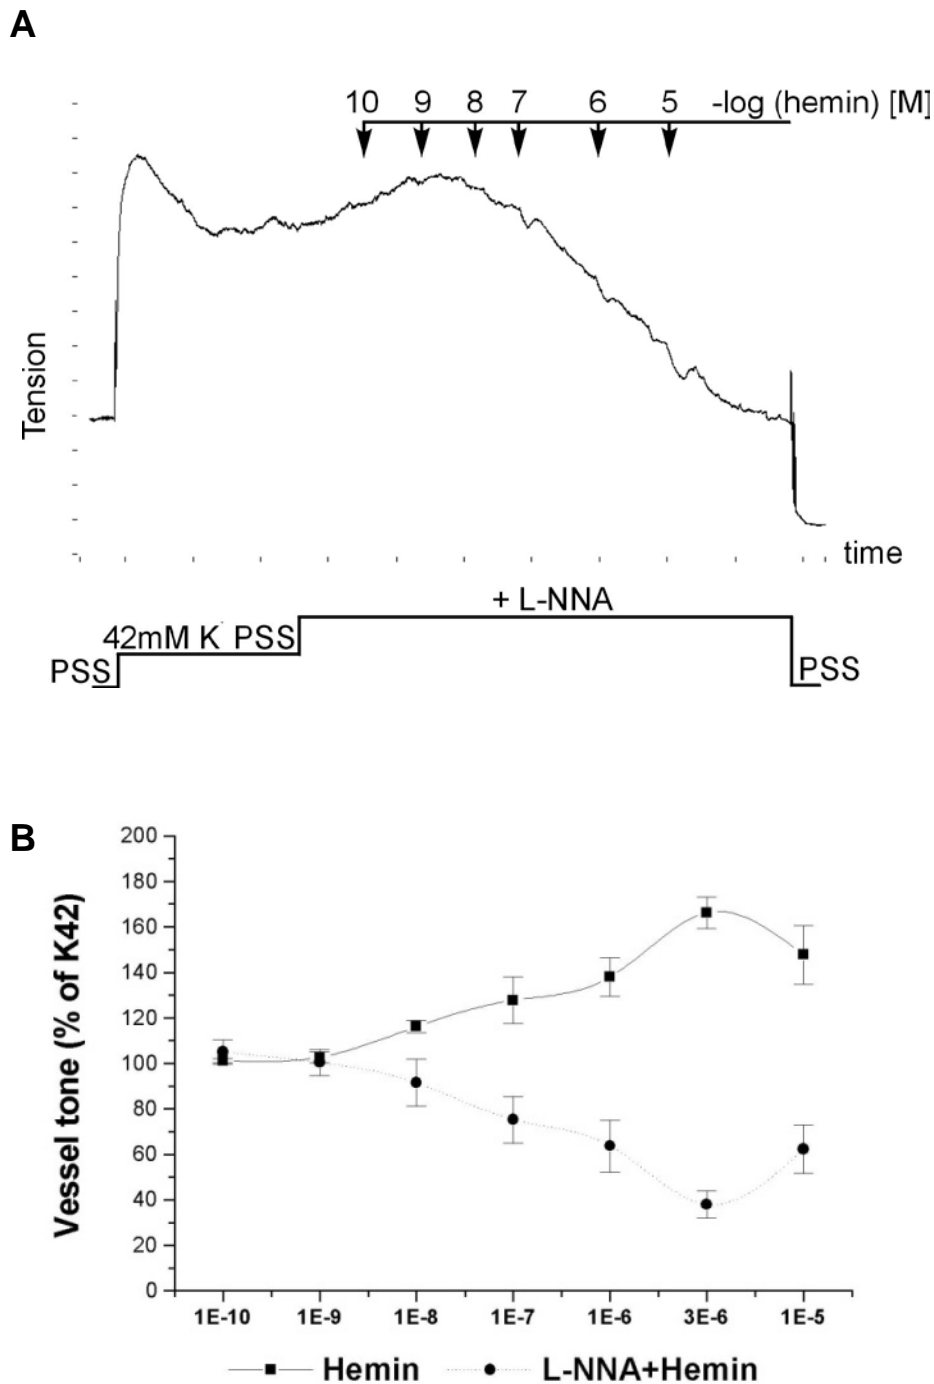 A
10 9 8 7 6 5 -log (hemin) [M]
Tension
time
+ L-NNA
42mM K PSS
PSS
PSS
B
200
180
160
140
120
100
80
60
40
20
0
Vessel tone (% of K42)
1E-10 1E-9 1E-8 1E-7 1E-6 3E-6 1E-5
Hemin L-NNA+Hemin